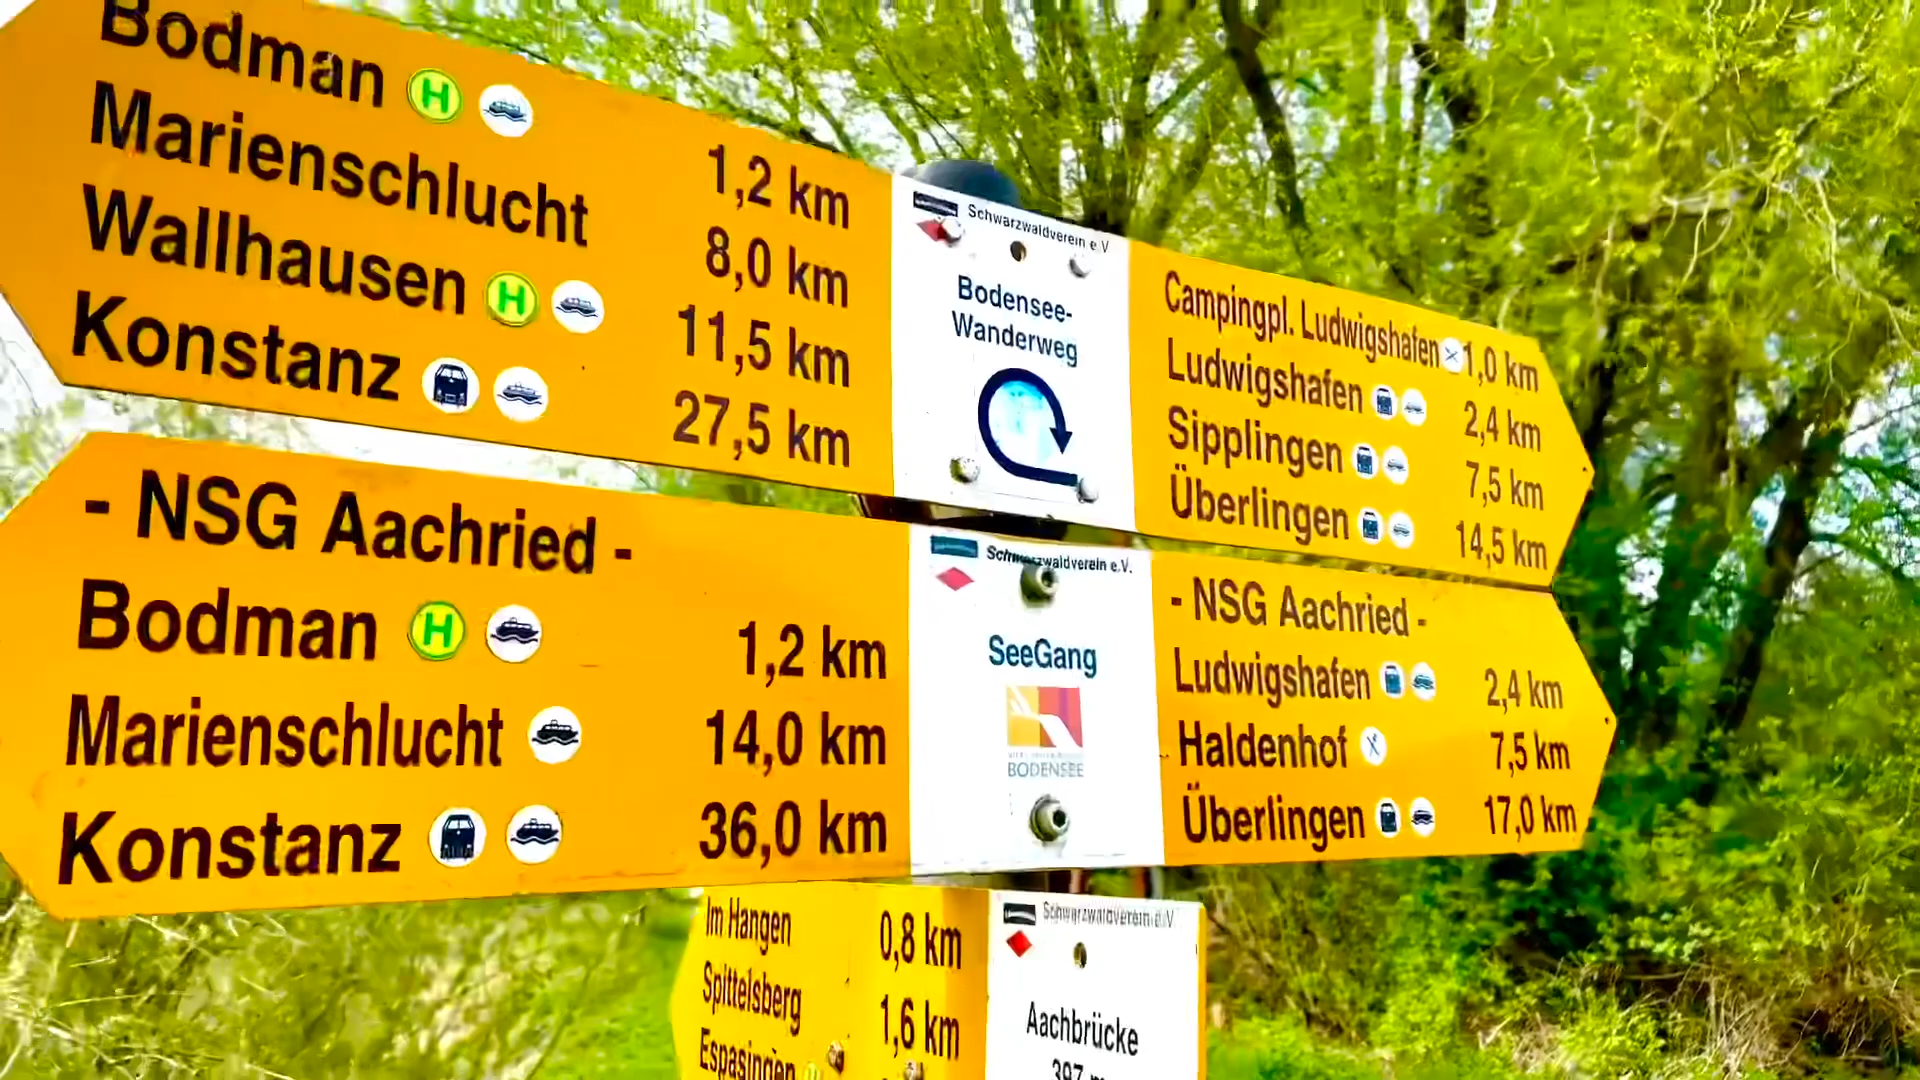 Bodman H
Marienschlucht 1,2 km
Wallhausen H 8,0 km
Konstanz 11,5 km
27,5 km
Schwarzwaldverein e.V
Bodensee-
Wanderweg
Campingpl. Ludwigshafen 1,0 km
Ludwigshafen 2,4 km
Sipplingen 7,5 km
Überlingen 14,5 km
- NSG Aachried -
Bodman H 1,2 km
Marienschlucht 14,0 km
Konstanz 36,0 km
Schwarzwaldverein e.V.
SeeGang
BODENSEE
- NSG Aachried -
Ludwigshafen 2,4 km
Haldenhof 7,5 km
Überlingen 17,0 km
Im Hangen 0,8 km
Spittelsberg 1,6 km
Espasingen
Schwarzwaldverein e.V
Aachbrücke
397 m